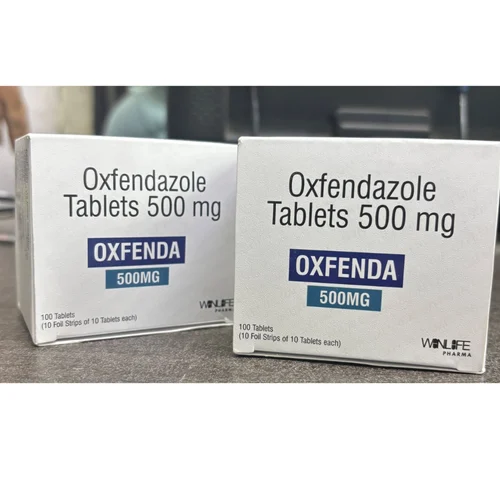 Oxfendazole
Tablets 500 mg
OXFENDA
500MG
100 Tablets
(10 Foil Strips of 10 Tablets each)
WINLIFE
PHARMA
Oxfendazole
Tablets 500 mg
OXFENDA
500MG
100 Tablets
(10 Foil Strips of 10 Tablets each)
WINLIFE
PHARMA